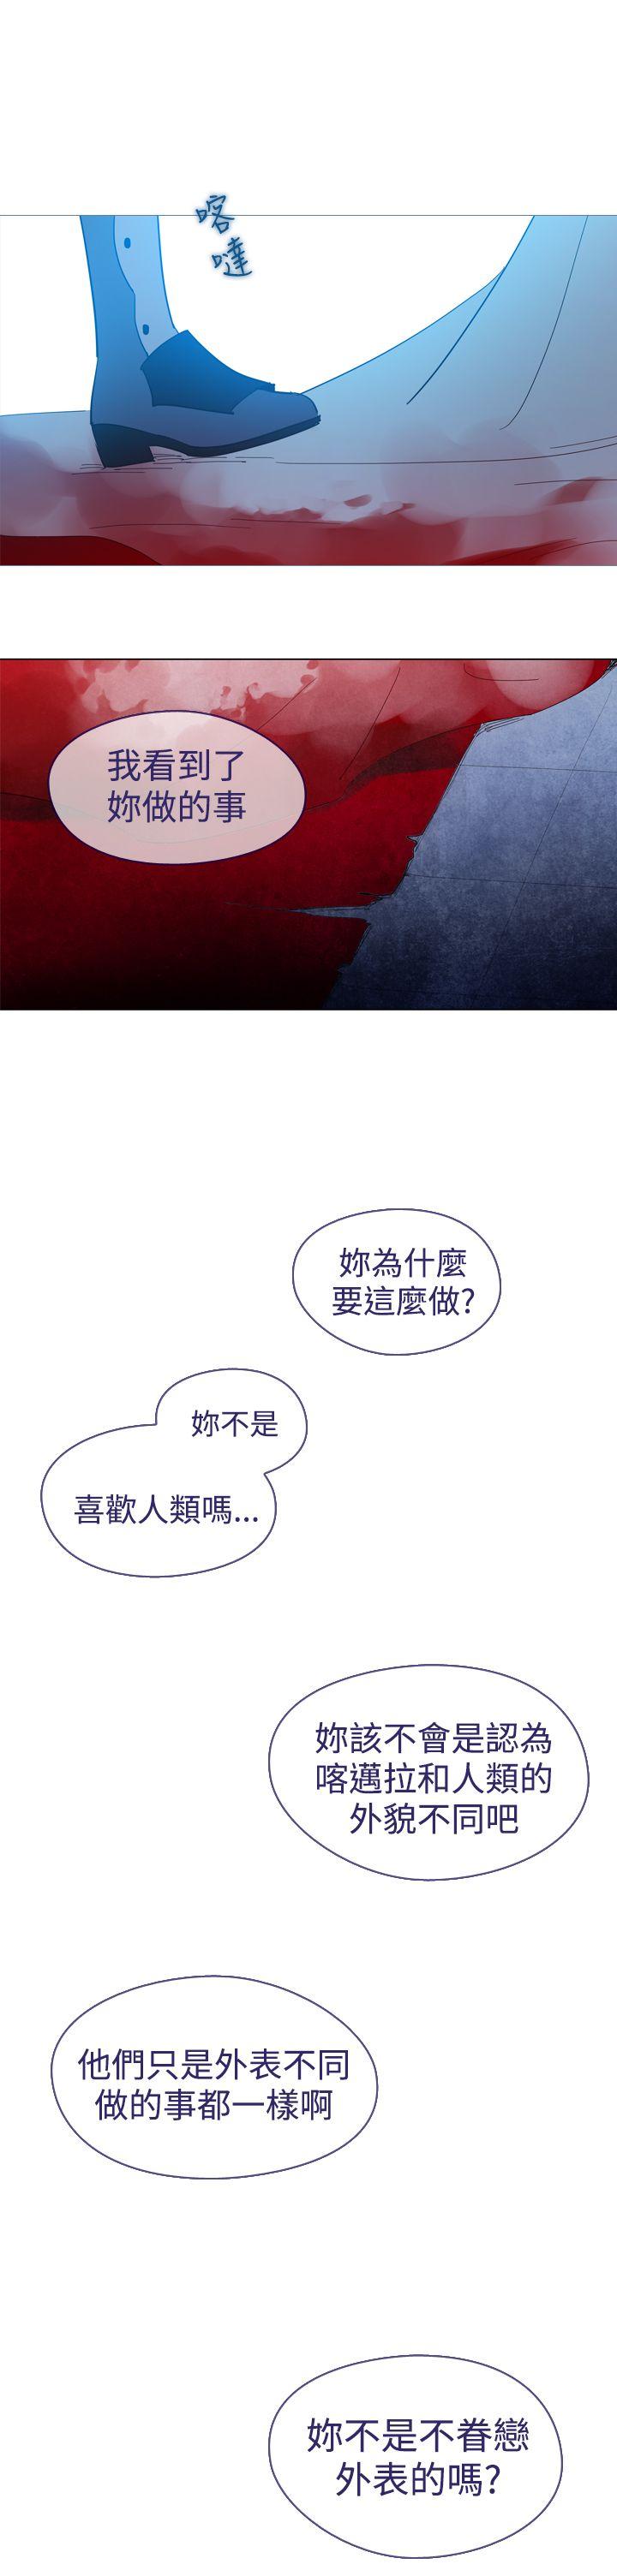 喀
噠
我看到了
妳做的事
妳為什麼
要這麼做?
妳不是
喜歡人類嗎...
妳該不會是認為
喀邁拉和人類的
外貌不同吧
他們只是外表不同
做的事都一樣啊
妳不是不眷戀
外表的嗎?